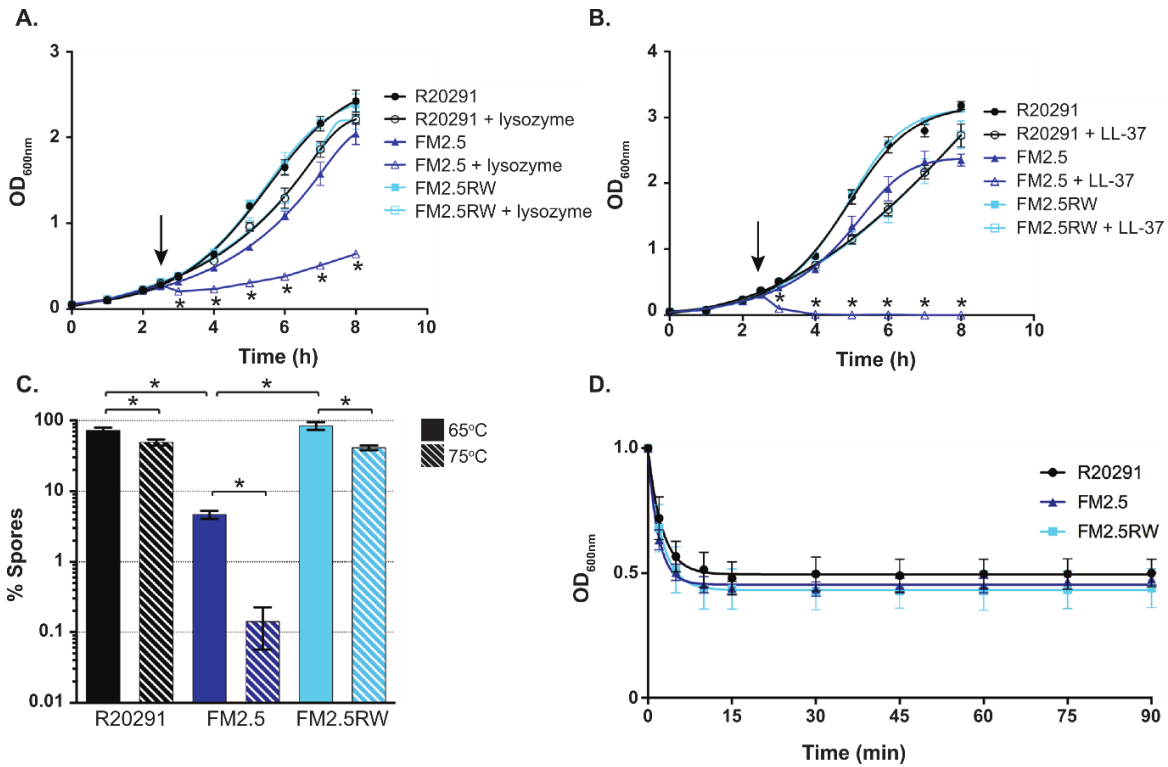 A.
OD600nm
3
2
1
0
0 2 4 6 8 10
Time (h)
R20291
R20291 + lysozyme
FM2.5
FM2.5 + lysozyme
FM2.5RW
FM2.5RW + lysozyme
* * * * * *
B.
OD600nm
4
3
2
1
0
0 2 4 6 8 10
Time (h)
R20291
R20291 + LL-37
FM2.5
FM2.5 + LL-37
FM2.5RW
FM2.5RW + LL-37
* * * * * *
C.
% Spores
100
10
1
0.1
0.01
* *
* * *
R20291 FM2.5 FM2.5RW
65°C
75°C
D.
OD600nm
1.0
0.5
0
0 15 30 45 60 75 90
Time (min)
R20291
FM2.5
FM2.5RW